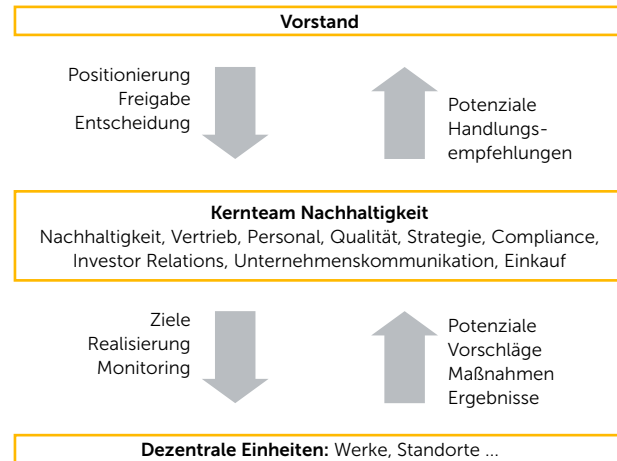 Vorstand
Positionierung
Freigabe
Entscheidung
Potenziale
Handlungs-
empfehlungen
Kernteam Nachhaltigkeit
Nachhaltigkeit, Vertrieb, Personal, Qualität, Strategie, Compliance,
Investor Relations, Unternehmenskommunikation, Einkauf
Ziele
Realisierung
Monitoring
Potenziale
Vorschläge
Maßnahmen
Ergebnisse
Dezentrale Einheiten: Werke, Standorte ...